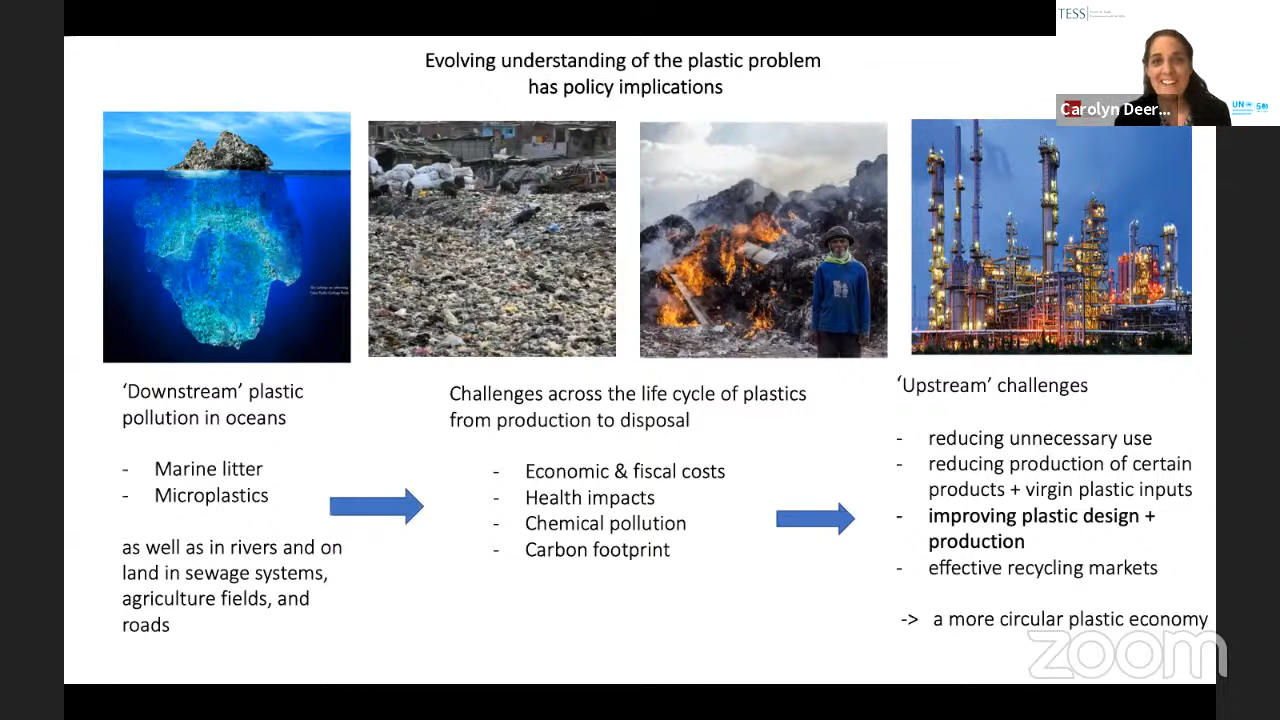 TESS
Evolving understanding of the plastic problem
has policy implications
Carolyn Deer...
UN
50
‘Downstream’ plastic
pollution in oceans
- Marine litter
- Microplastics
as well as in rivers and on
land in sewage systems,
agriculture fields, and
roads
Challenges across the life cycle of plastics
from production to disposal
- Economic & fiscal costs
- Health impacts
- Chemical pollution
- Carbon footprint
‘Upstream’ challenges
- reducing unnecessary use
- reducing production of certain
products + virgin plastic inputs
- improving plastic design +
production
- effective recycling markets
-> a more circular plastic economy
zoom